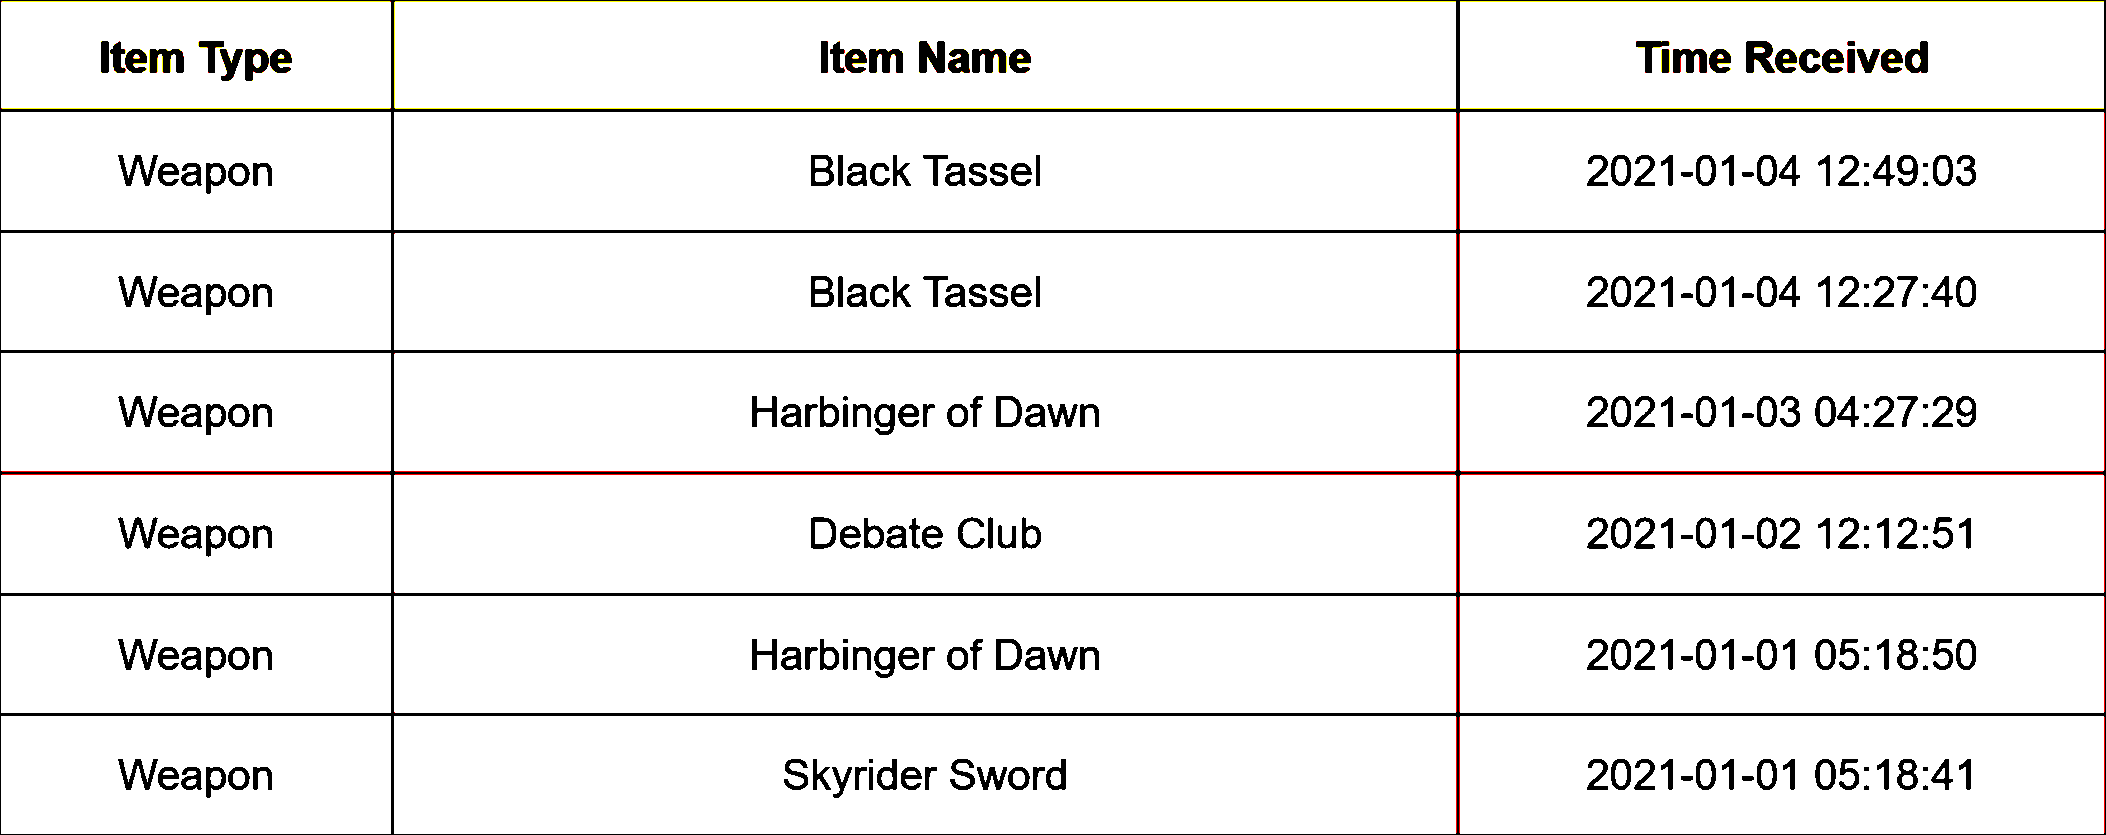 Item Type Item Name Time Received
Weapon Black Tassel 2021-01-04 12:49:03
Weapon Black Tassel 2021-01-04 12:27:40
Weapon Harbinger of Dawn 2021-01-03 04:27:29
Weapon Debate Club 2021-01-02 12:12:51
Weapon Harbinger of Dawn 2021-01-01 05:18:50
Weapon Skyrider Sword 2021-01-01 05:18:41